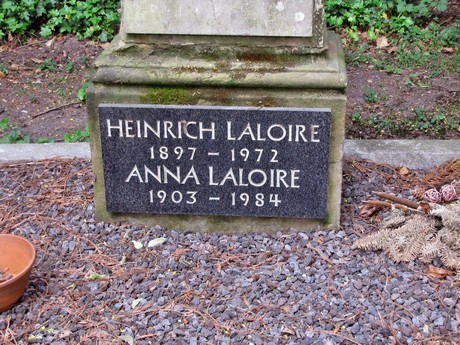 HEINRICH LALOIRE
1897 – 1972
ANNA LALOIRE
1903 – 1984